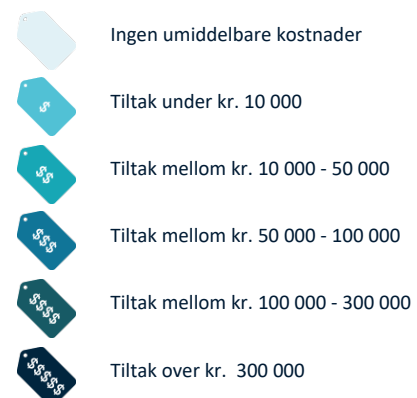 Ingen umiddelbare kostnader
$
Tiltak under kr. 10 000
$$
Tiltak mellom kr. 10 000 - 50 000
$$$
Tiltak mellom kr. 50 000 - 100 000
$$$$
Tiltak mellom kr. 100 000 - 300 000
$$$$$
Tiltak over kr.  300 000